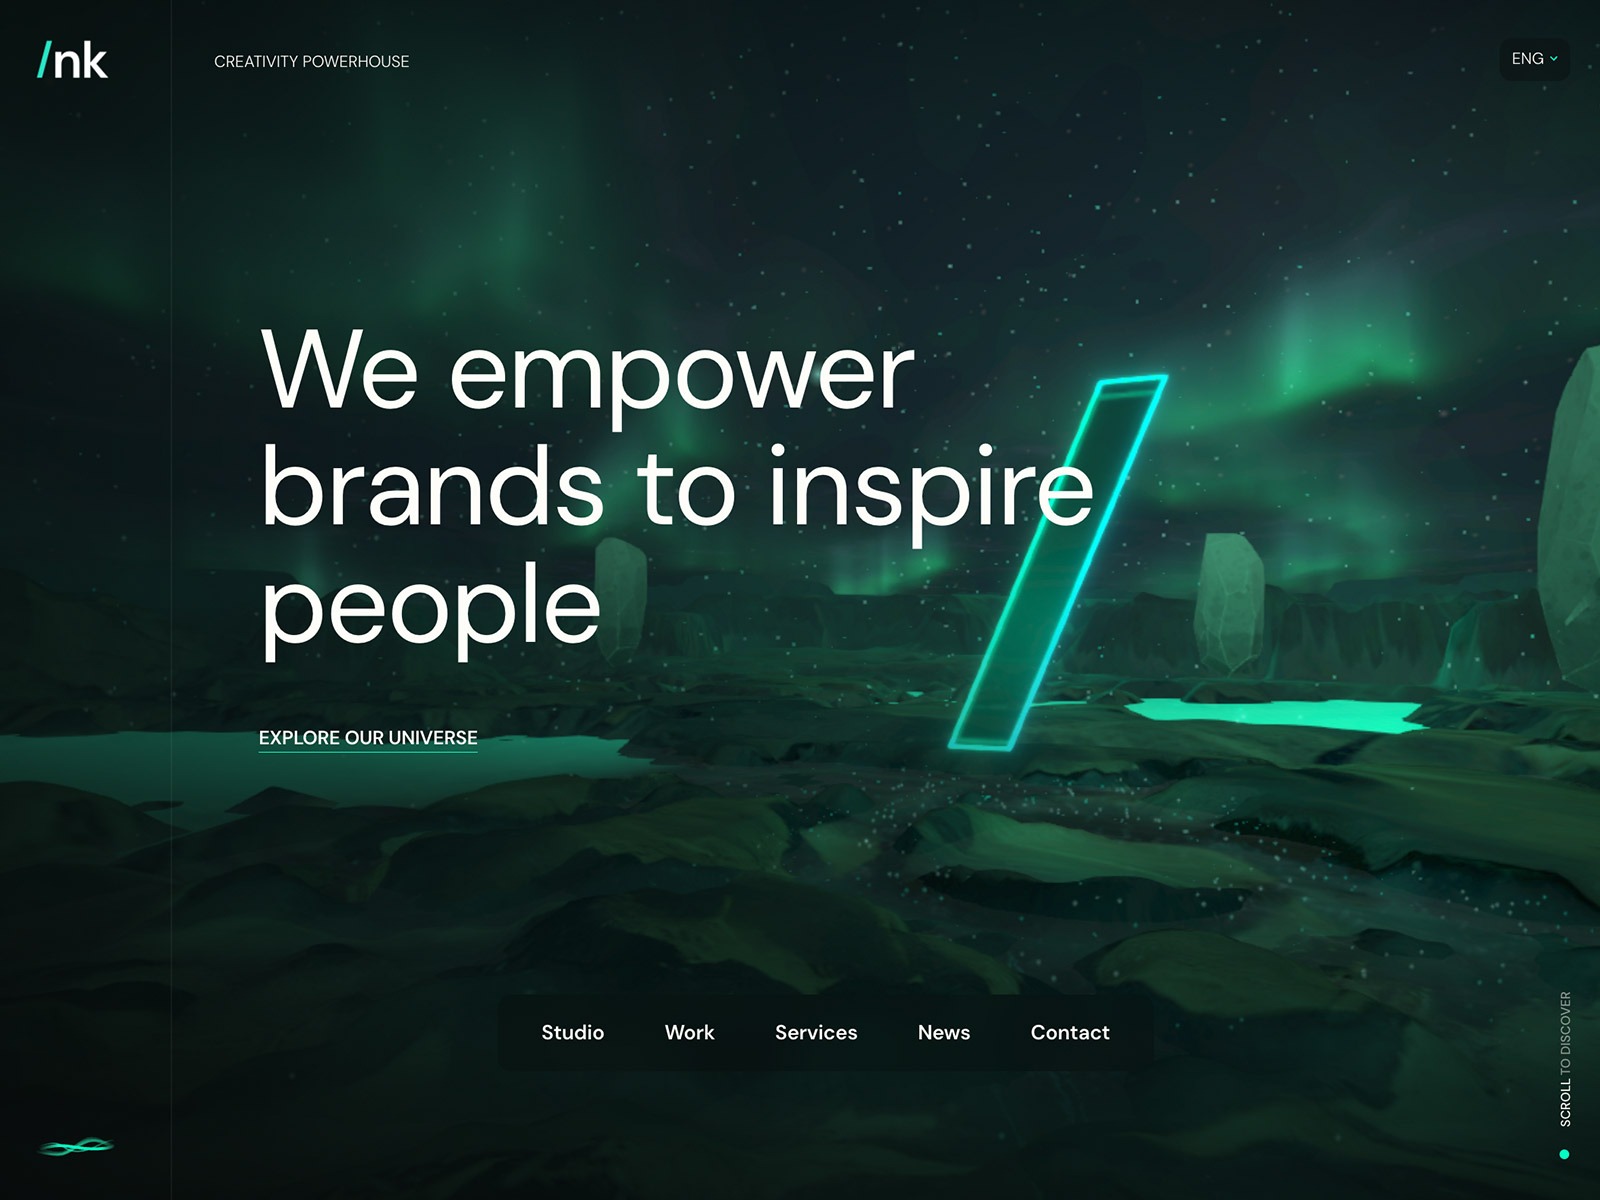 /nk
CREATIVITY POWERHOUSE
ENG
We empower
brands to inspire
people
EXPLORE OUR UNIVERSE
Studio
Work
Services
News
Contact
SCROLL TO DISCOVER